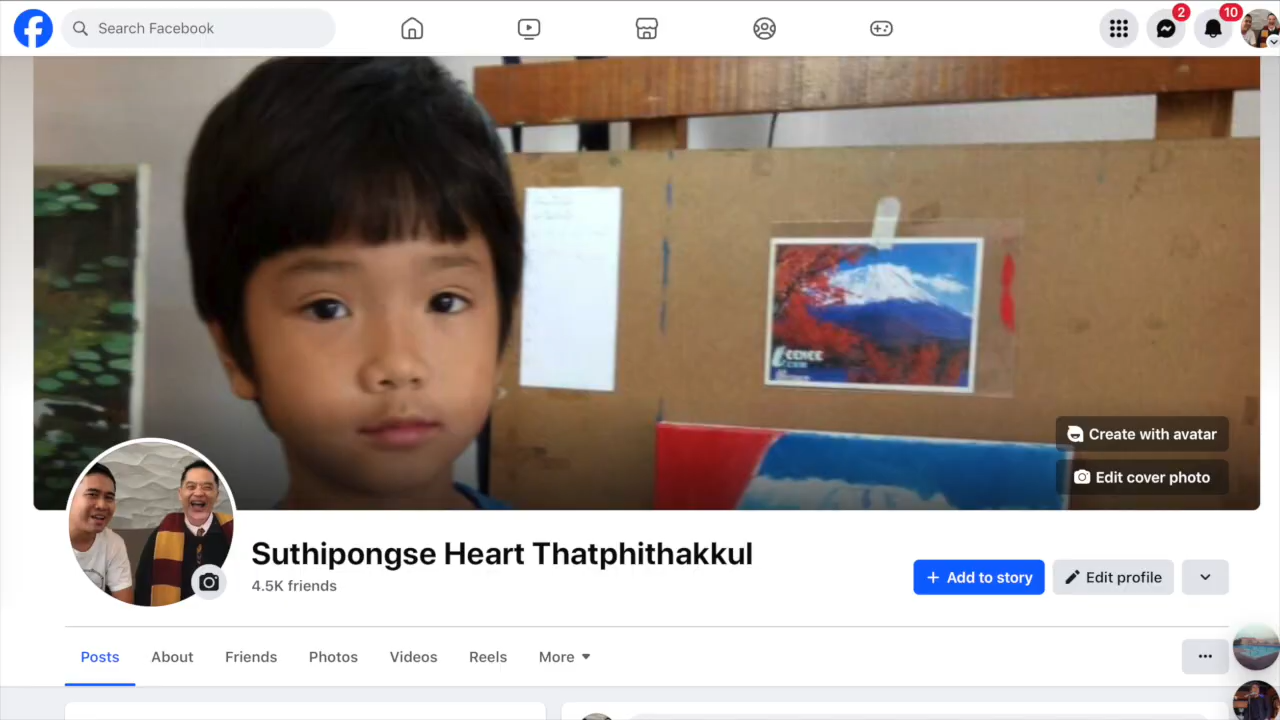 Search Facebook
2
10
CENCE
Create with avatar
Edit cover photo
Suthipongse Heart Thatphithakkul
4.5K friends
+ Add to story
Edit profile
Posts
About
Friends
Photos
Videos
Reels
More